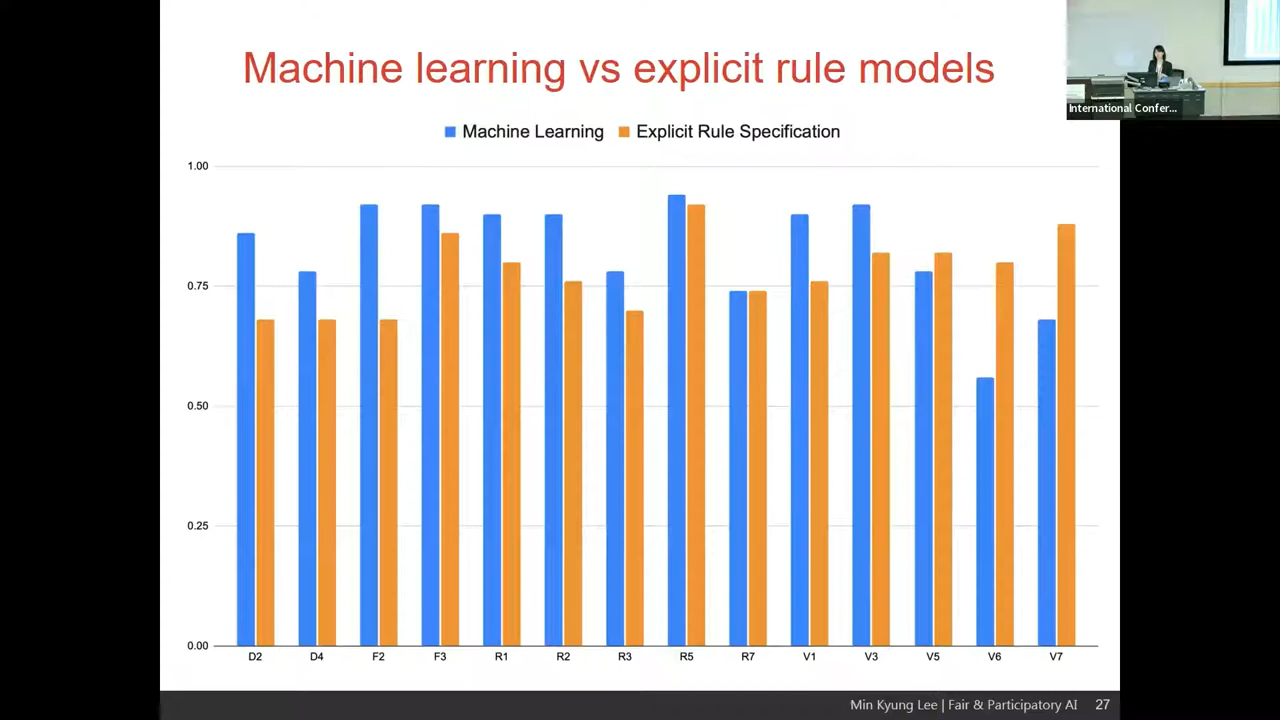 Machine learning vs explicit rule models
International Confer...
Machine Learning Explicit Rule Specification
1.00
0.75
0.50
0.25
0.00
D2 D4 F2 F3 R1 R2 R3 R5 R7 V1 V3 V5 V6 V7
Min Kyung Lee | Fair & Participatory AI 27